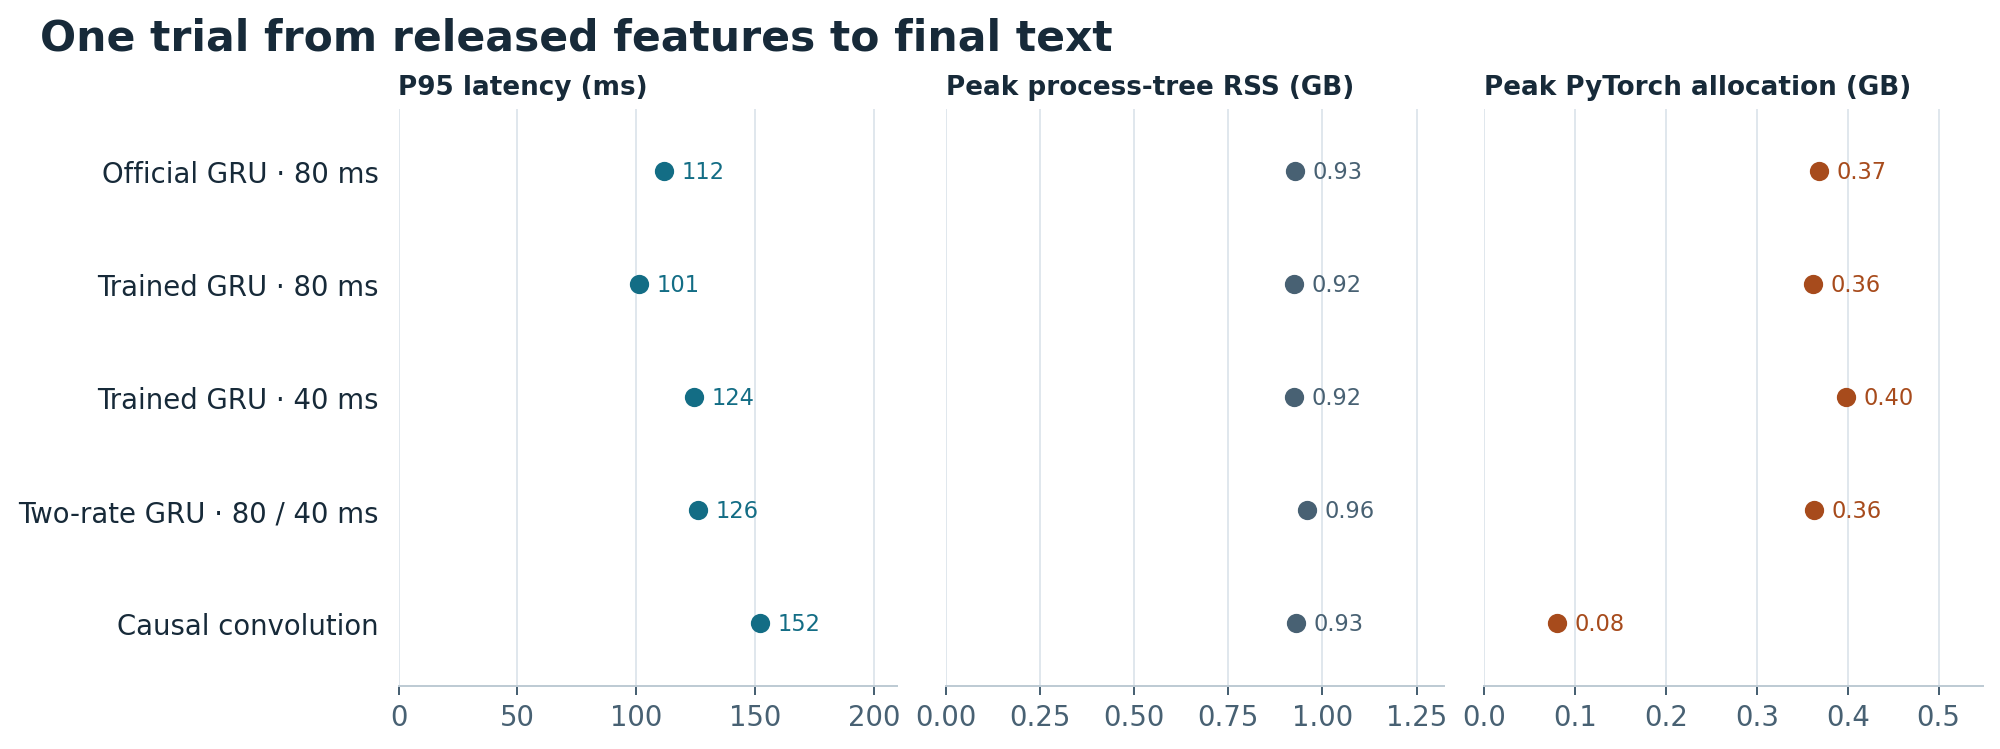 One trial from released features to final text
P95 latency (ms)
Peak process-tree RSS (GB)
Peak PyTorch allocation (GB)
Official GRU · 80 ms
112
0.93
0.37
Trained GRU · 80 ms
101
0.92
0.36
Trained GRU · 40 ms
124
0.92
0.40
Two-rate GRU · 80 / 40 ms
126
0.96
0.36
Causal convolution
152
0.93
0.08
0 50 100 150 200
0.00 0.25 0.50 0.75 1.00 1.25
0.0 0.1 0.2 0.3 0.4 0.5